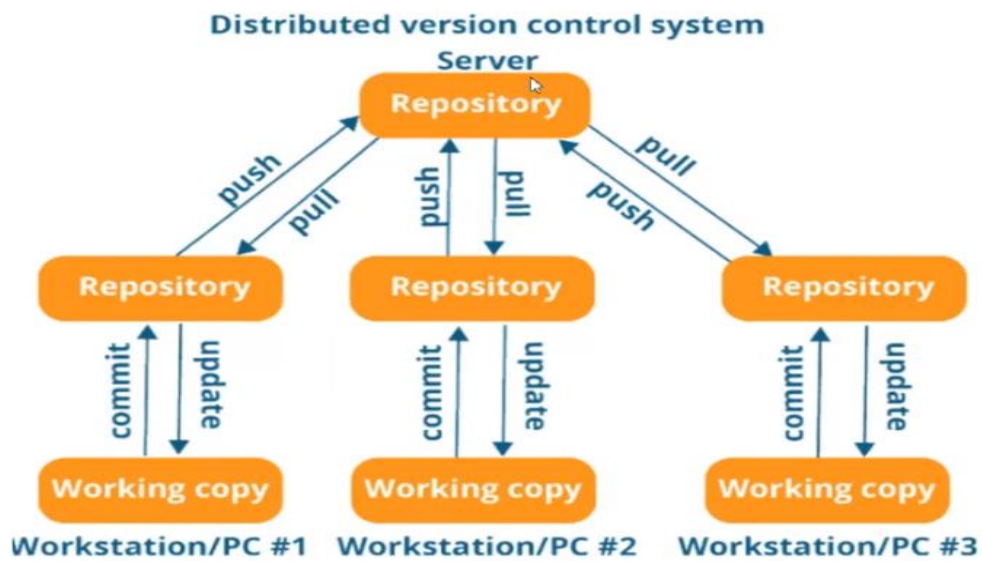 Distributed version control system
Server
Repository
push
pull
push
pull
push
pull
Repository
Repository
Repository
commit
update
commit
update
commit
update
Working copy
Working copy
Working copy
Workstation/PC #1
Workstation/PC #2
Workstation/PC #3